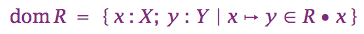 dom R = { x : X; y : Y | x ↦ y ∈ R • x }